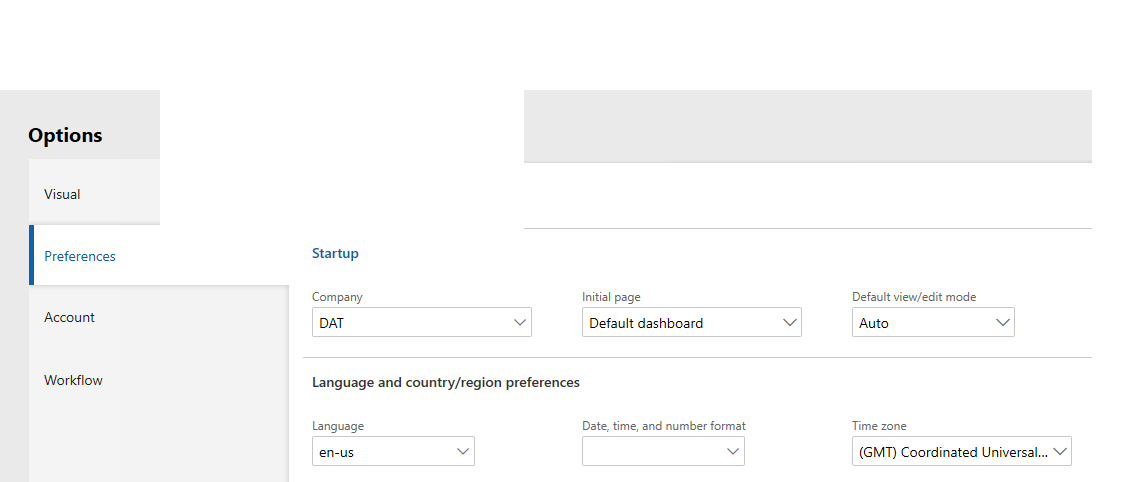 Options
Visual
Preferences
Account
Workflow
Startup
Company
Initial page
Default view/edit mode
DAT
Default dashboard
Auto
Language and country/region preferences
Language
Date, time, and number format
Time zone
en-us
(GMT) Coordinated Universal...